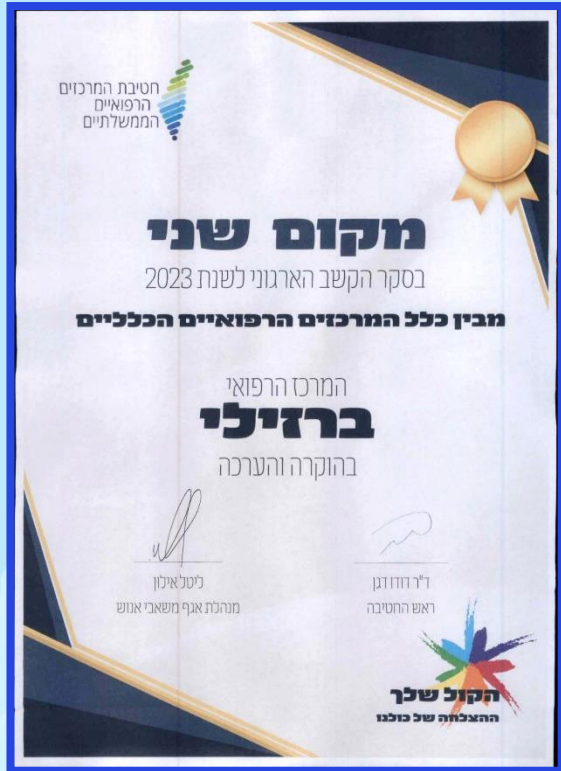 חטיבת המרכזים
הרפואיים
הממשלתיים
מקום שני
בסקר הקשב הארגוני לשנת 2023
מבין כלל המרכזים הרפואיים הכלליים
המרכז הרפואי
ברזילי
בהוקרה והערכה
ד"ר דודו דגן
ראש החטיבה
ליטל אילון
מנהלת אגף משאבי אנוש
הקול שלך
ההצלחה של כולנו